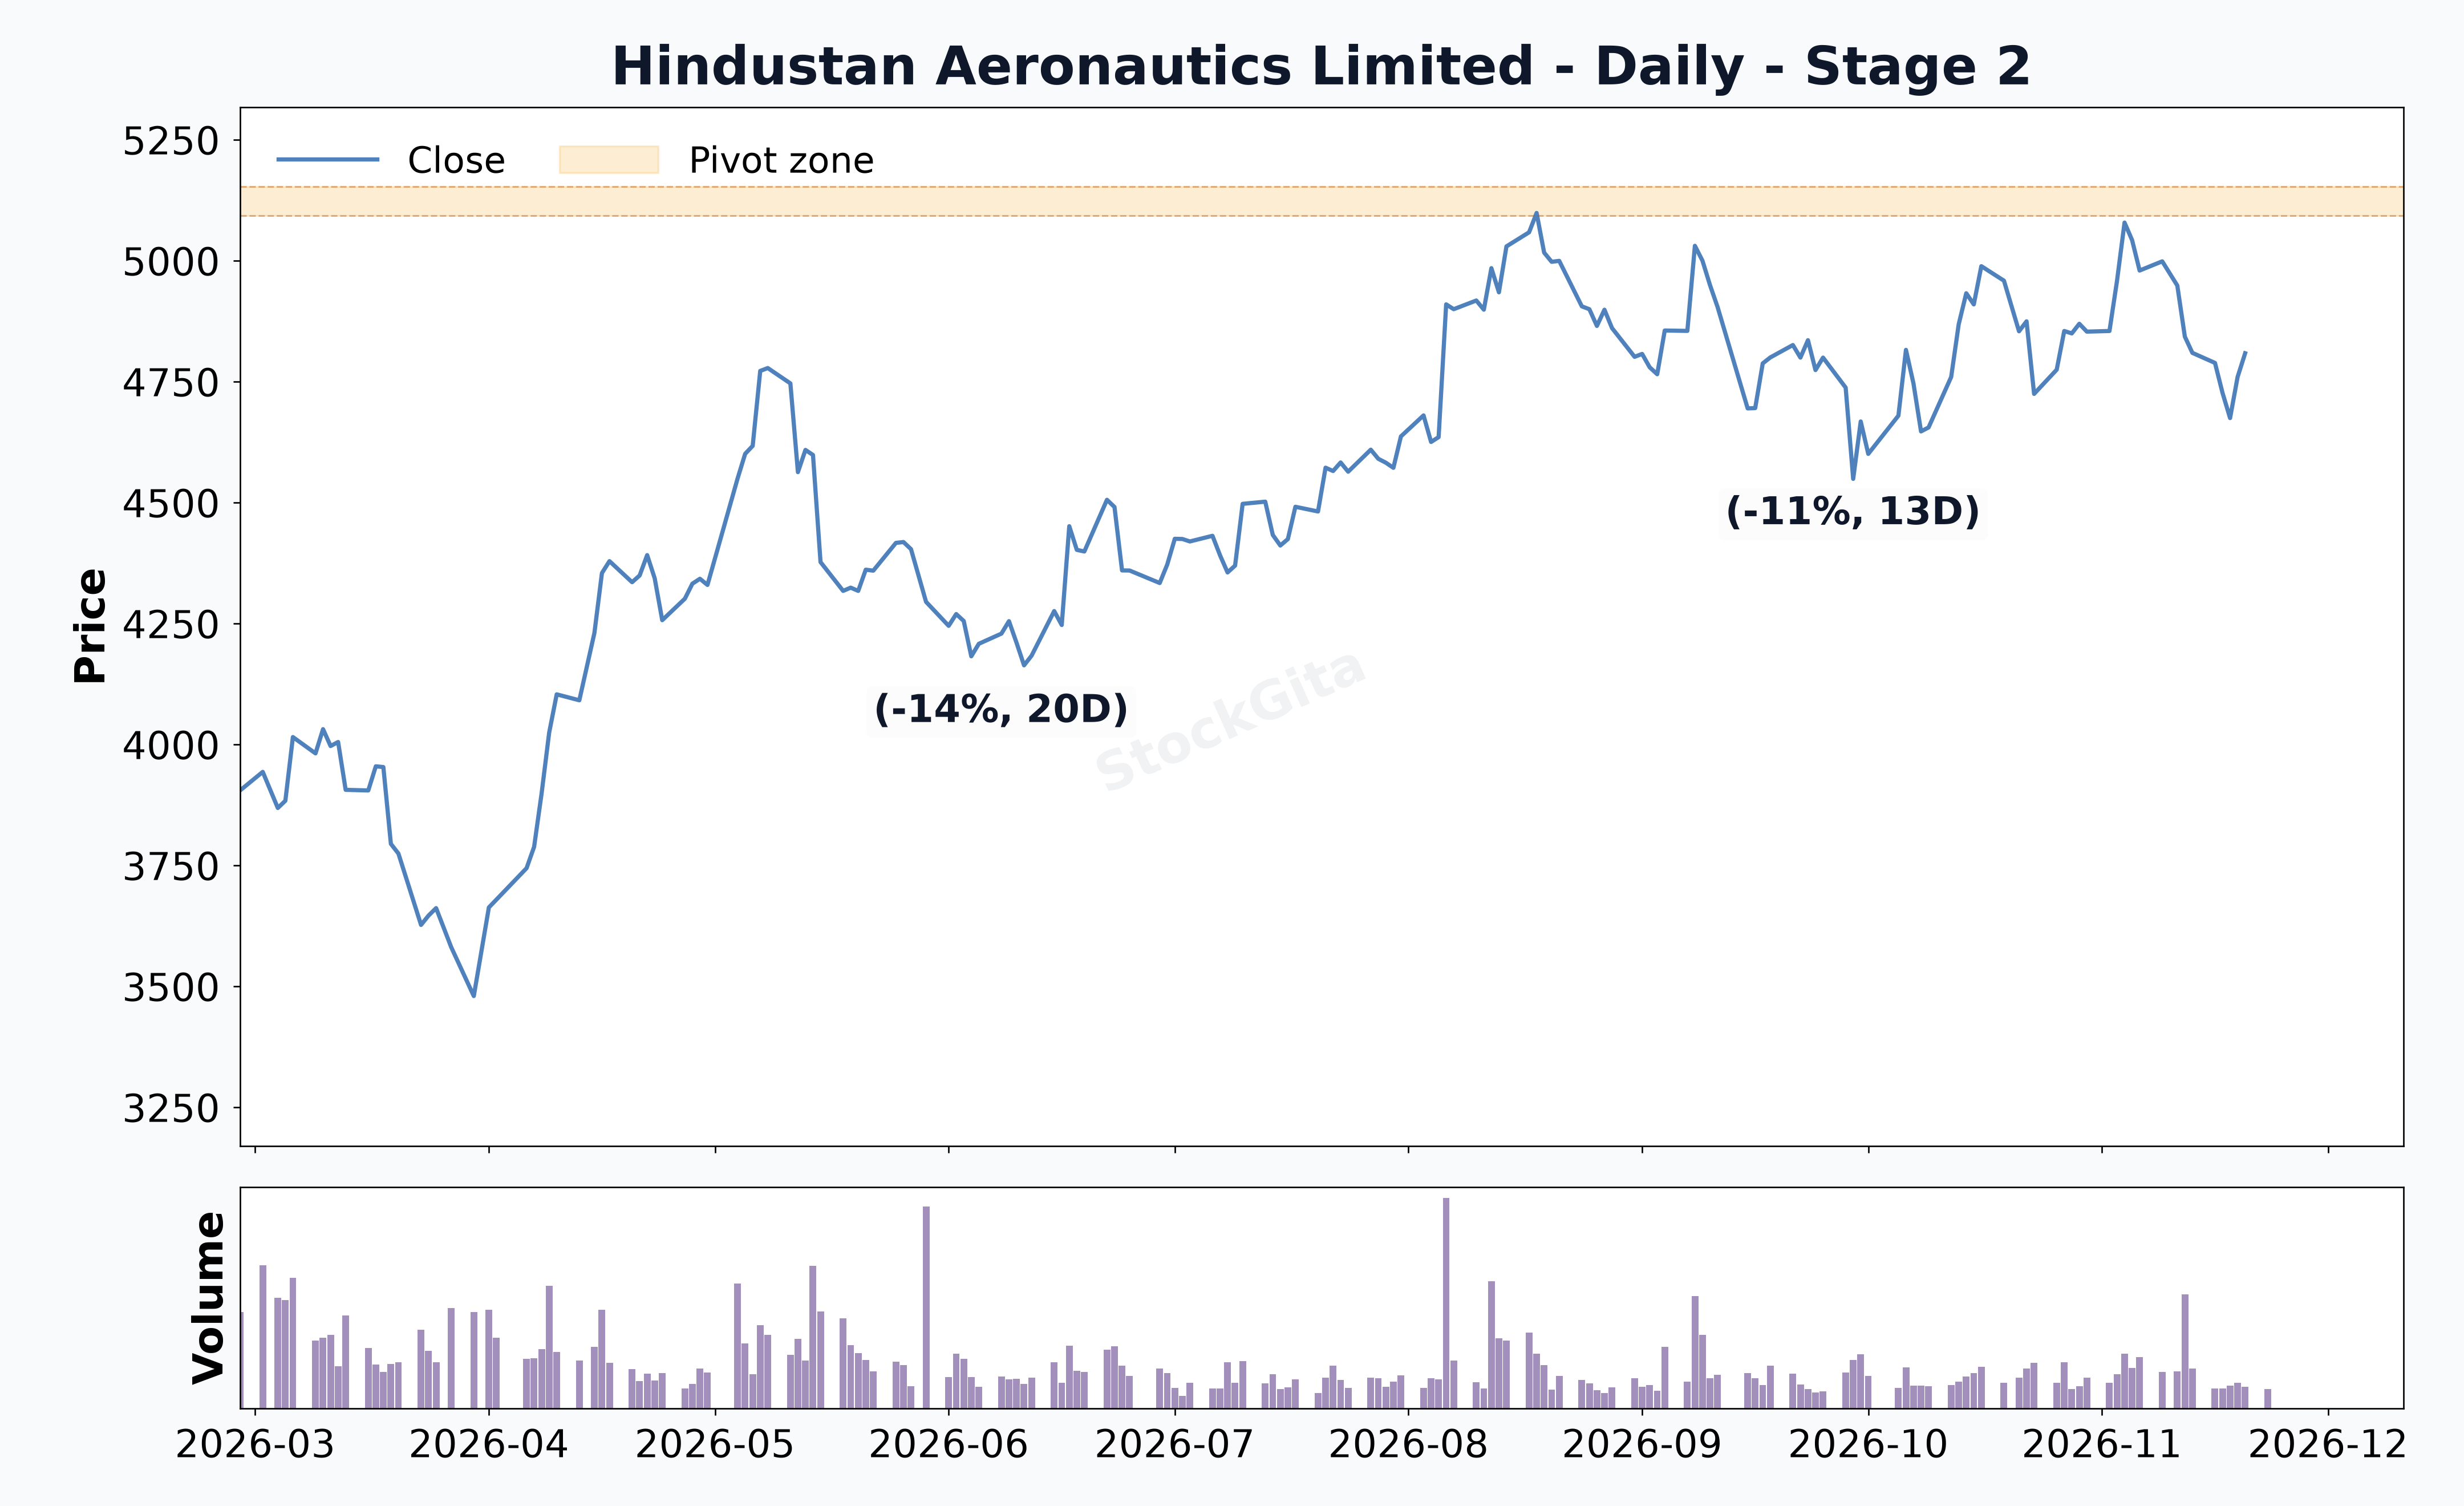 Hindustan Aeronautics Limited - Daily - Stage 2
Close
Pivot zone
Price
5250
5000
4750
4500
4250
4000
3750
3500
3250
(-14%, 20D)
(-11%, 13D)
StockGita
Volume
2026-03
2026-04
2026-05
2026-06
2026-07
2026-08
2026-09
2026-10
2026-11
2026-12